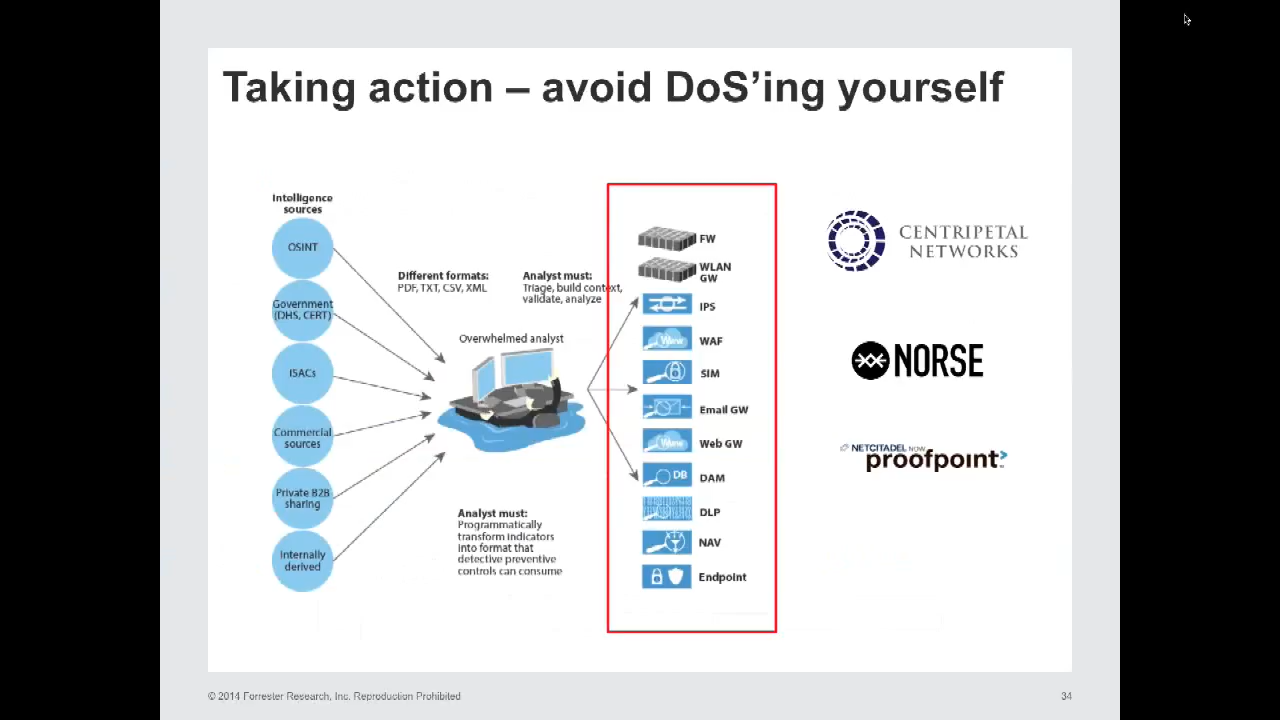 Taking action – avoid DoS’ing yourself
Intelligence
sources
OSINT
Government
(DHS, CERT)
ISACs
Commercial
sources
Private B2B
sharing
Internally
derived
Different formats:
PDF, TXT, CSV, XML
Analyst must:
Triage, build context,
validate, analyze
Overwhelmed analyst
Analyst must:
Programmatically
transform indicators
into format that
detective preventive
controls can consume
FW
WLAN
GW
IPS
Www
WAF
SIM
Email GW
Www
Web GW
DB
DAM
DLP
NAV
Endpoint
CENTRIPETAL
NETWORKS
NORSE
NETCITADEL NOW
proofpoint
© 2014 Forrester Research, Inc. Reproduction Prohibited
34